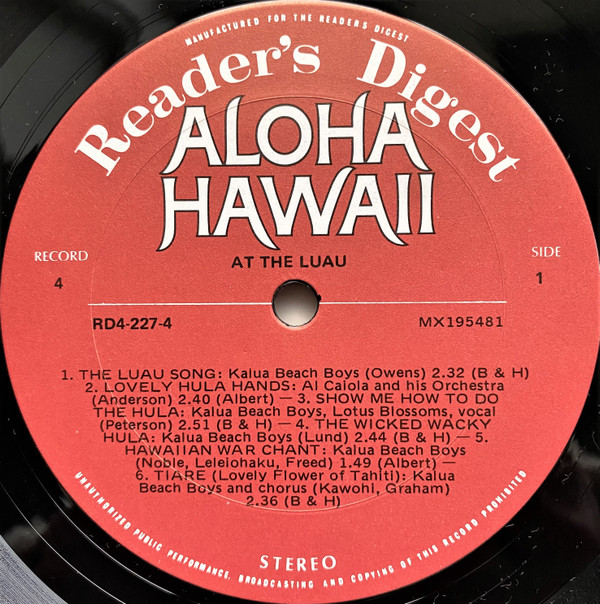 MANUFACTURED FOR THE READERS DIGEST
Reader's Digest
ALOHA
HAWAII
AT THE LUAU
RECORD
4
SIDE
1
RD4-227-4
MX195481
1. THE LUAU SONG: Kalua Beach Boys (Owens) 2.32 (B & H)
2. LOVELY HULA HANDS: Al Caiola and his Orchestra
(Anderson) 2.40 (Albert) — 3. SHOW ME HOW TO DO
THE HULA: Kalua Beach Boys, Lotus Blossoms, vocal
(Peterson) 2.51 (B & H) — 4. THE WICKED WACKY
HULA: Kalua Beach Boys (Lund) 2.44 (B & H) — 5.
HAWAIIAN WAR CHANT: Kalua Beach Boys
(Noble, Leleiohaku, Freed) 1.49 (Albert) —
6. TIARE (Lovely Flower of Tahiti): Kalua
Beach Boys and chorus (Kawohi, Graham)
2.36 (B & H)
STEREO
UNAUTHORIZED PUBLIC PERFORMANCE, BROADCASTING AND COPYING OF THIS RECORD PROHIBITED